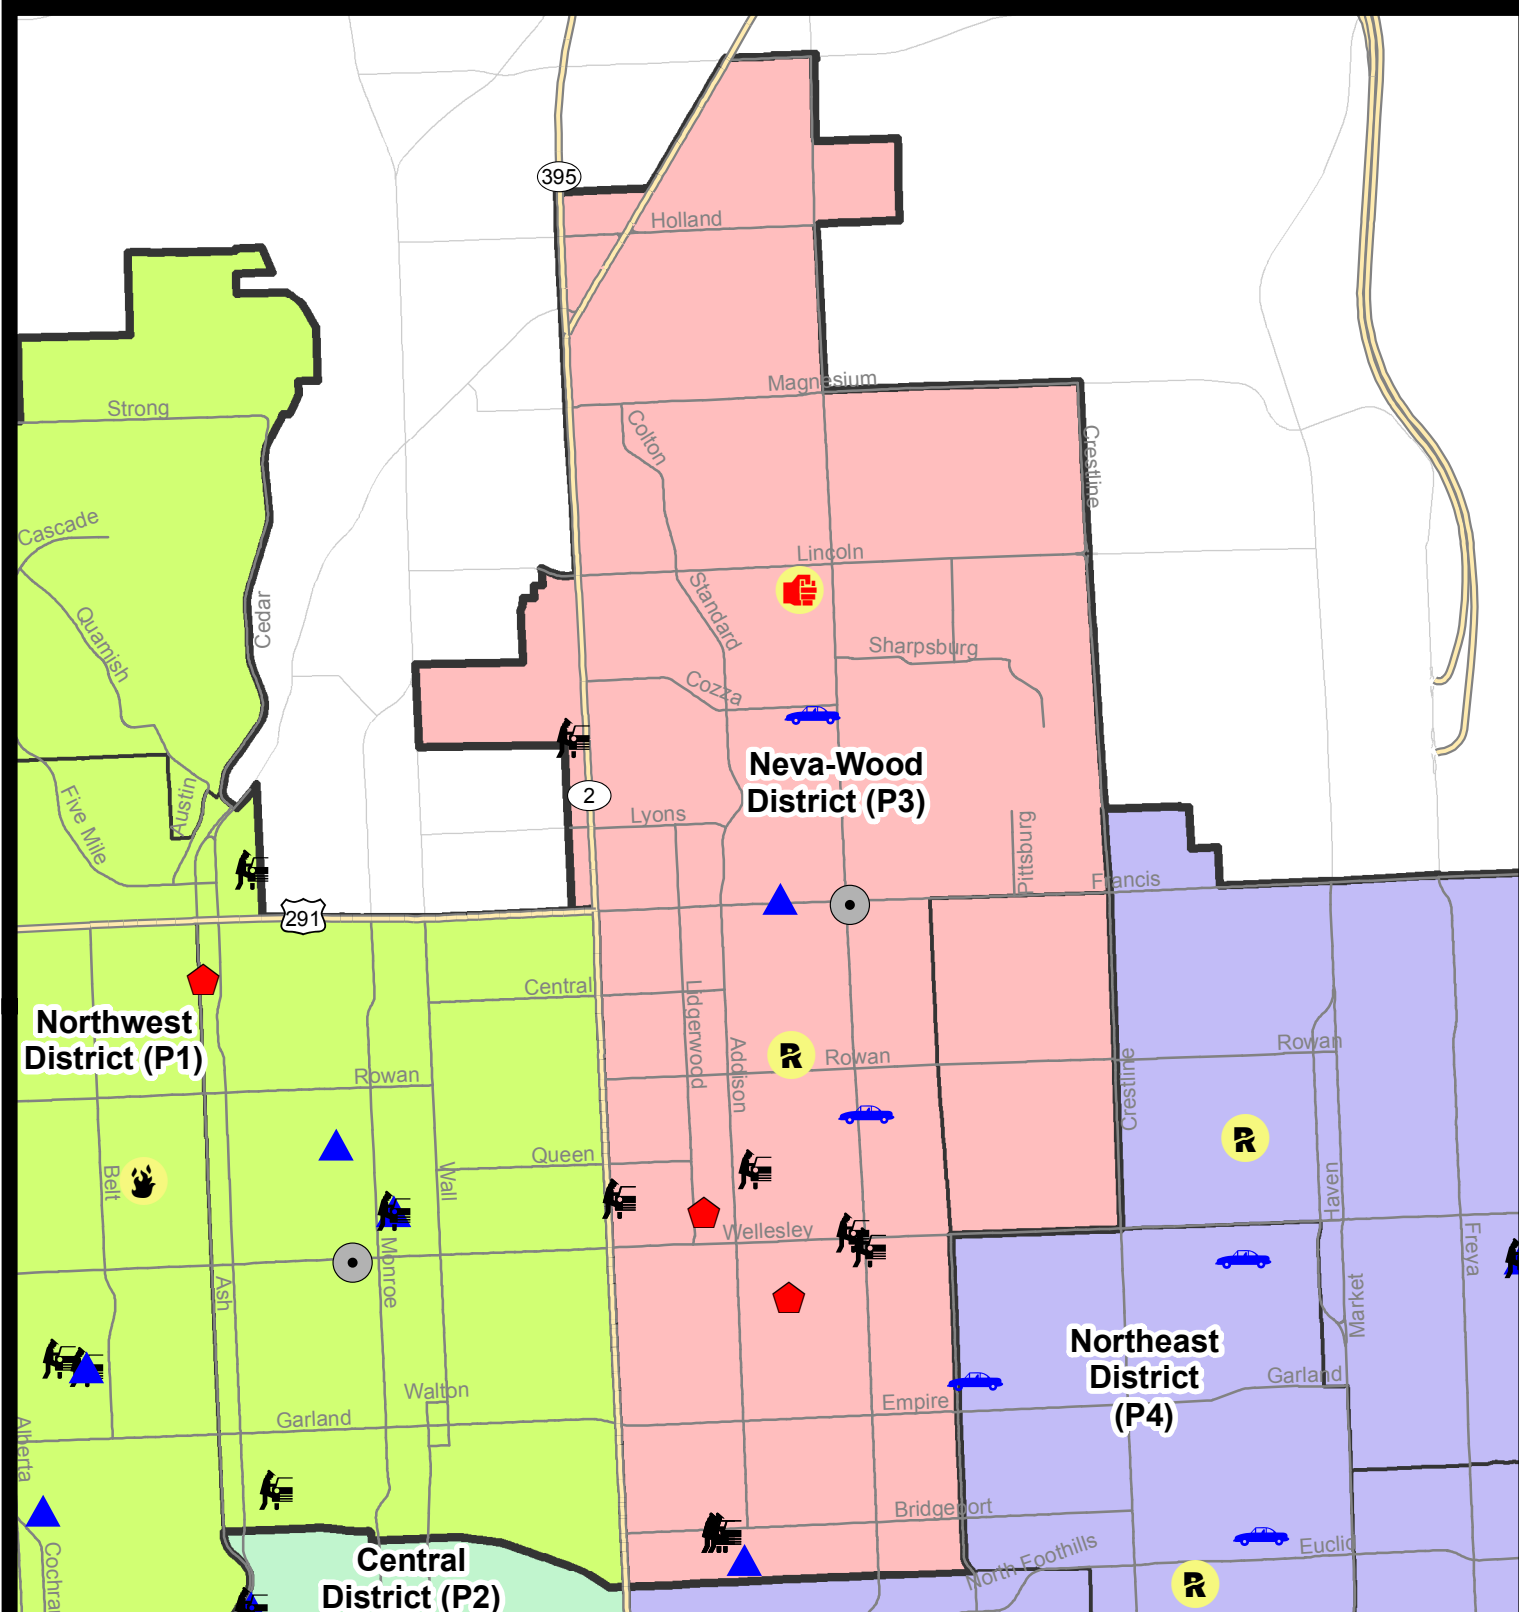 395
Holland
Magnesium
Strong
Colton
Crestline
Cascade
Lincoln
Cedar
Quamish
Standard
Sharpsburg
Cozza
Neva-Wood
District (P3)
2
Five Mile
Austin
Lyons
Pittsburg
Francis
291
Central
Lidgerwood
Northwest
District (P1)
Addison
Rowan
Rowan
Rowan
Crestline
R
R
Belt
Queen
Wall
Haven
Wellesley
Freya
Monroe
Ash
Market
Northeast
District
(P4)
Walton
Garland
Garland
Empire
Alberta
Bridgeport
Cochra
Central
District (P2)
North Foothills
Euclid
R